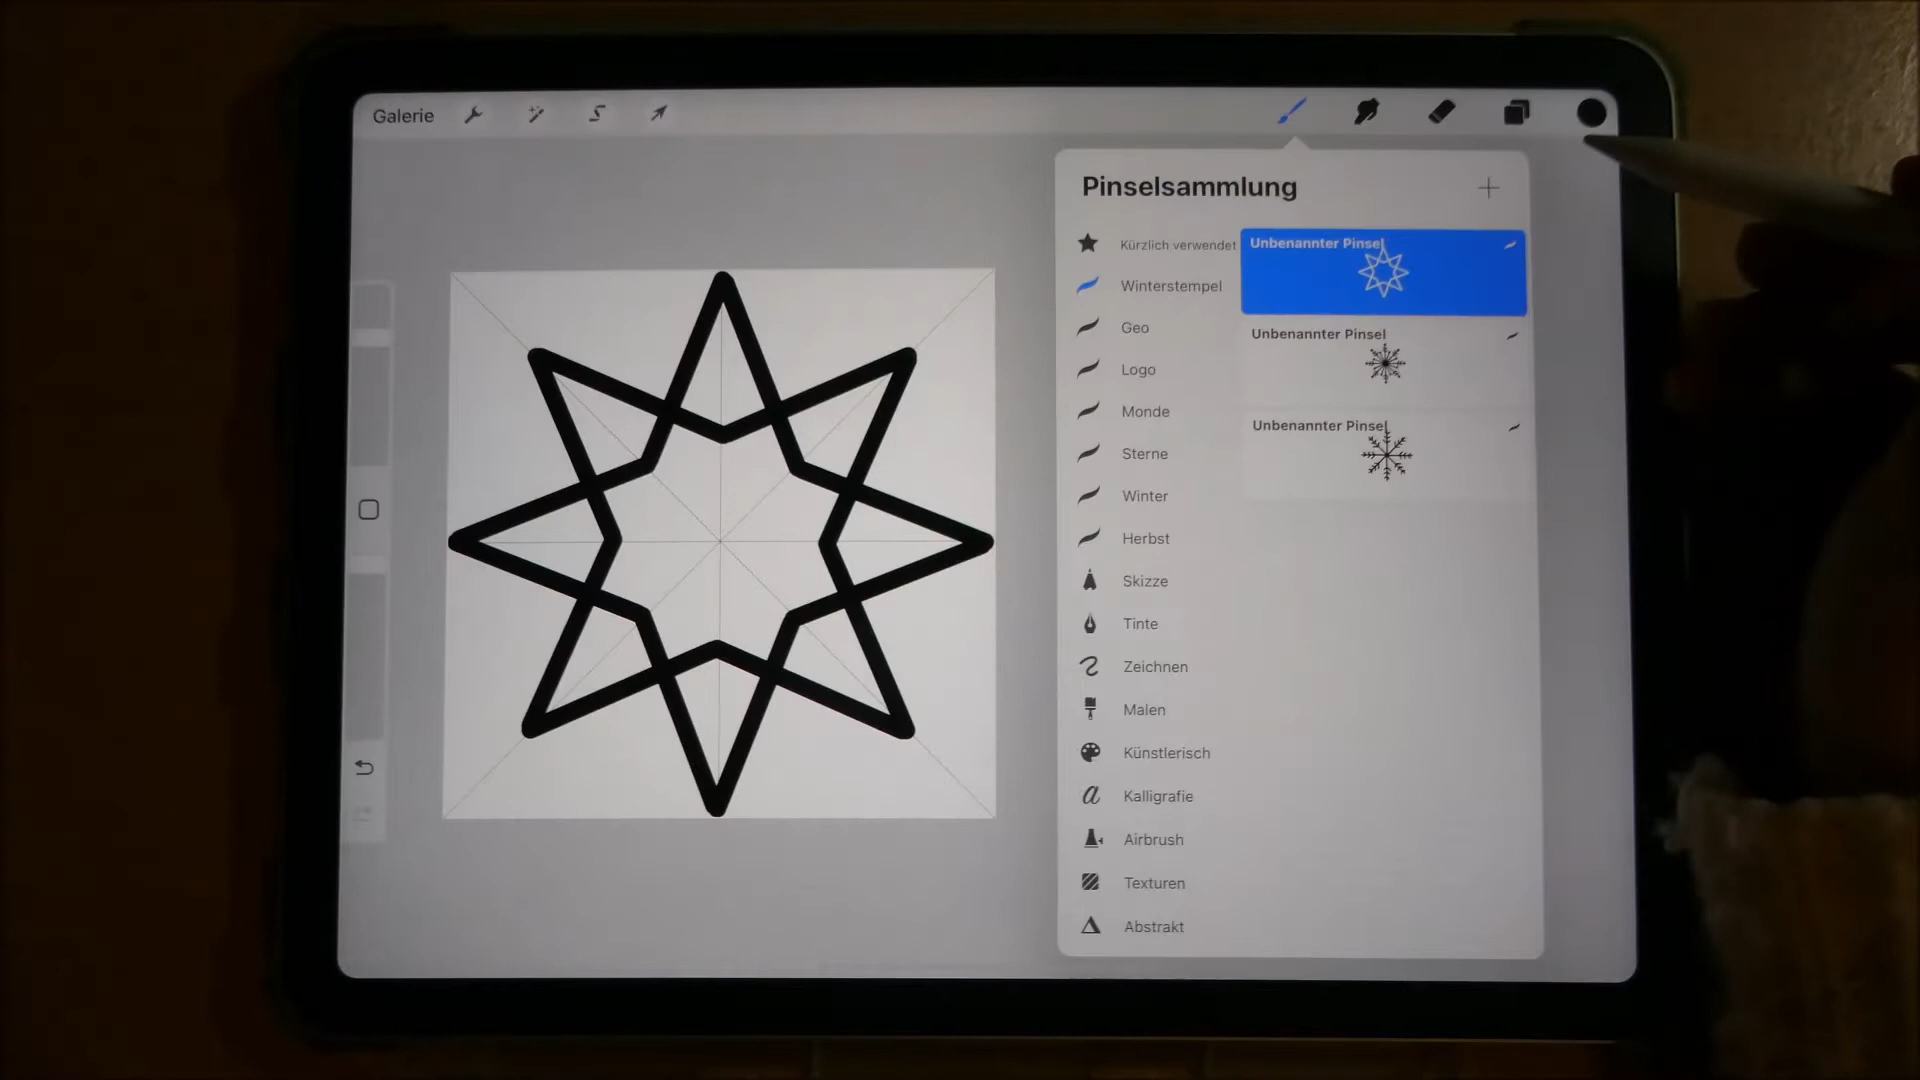 Galerie
Pinselsammlung
Kürzlich verwendet
Winterstempel
Geo
Logo
Monde
Sterne
Winter
Herbst
Skizze
Tinte
Zeichnen
Malen
Künstlerisch
Kalligrafie
Airbrush
Texturen
Abstrakt
Unbenannter Pinsel
Unbenannter Pinsel
Unbenannter Pinsel